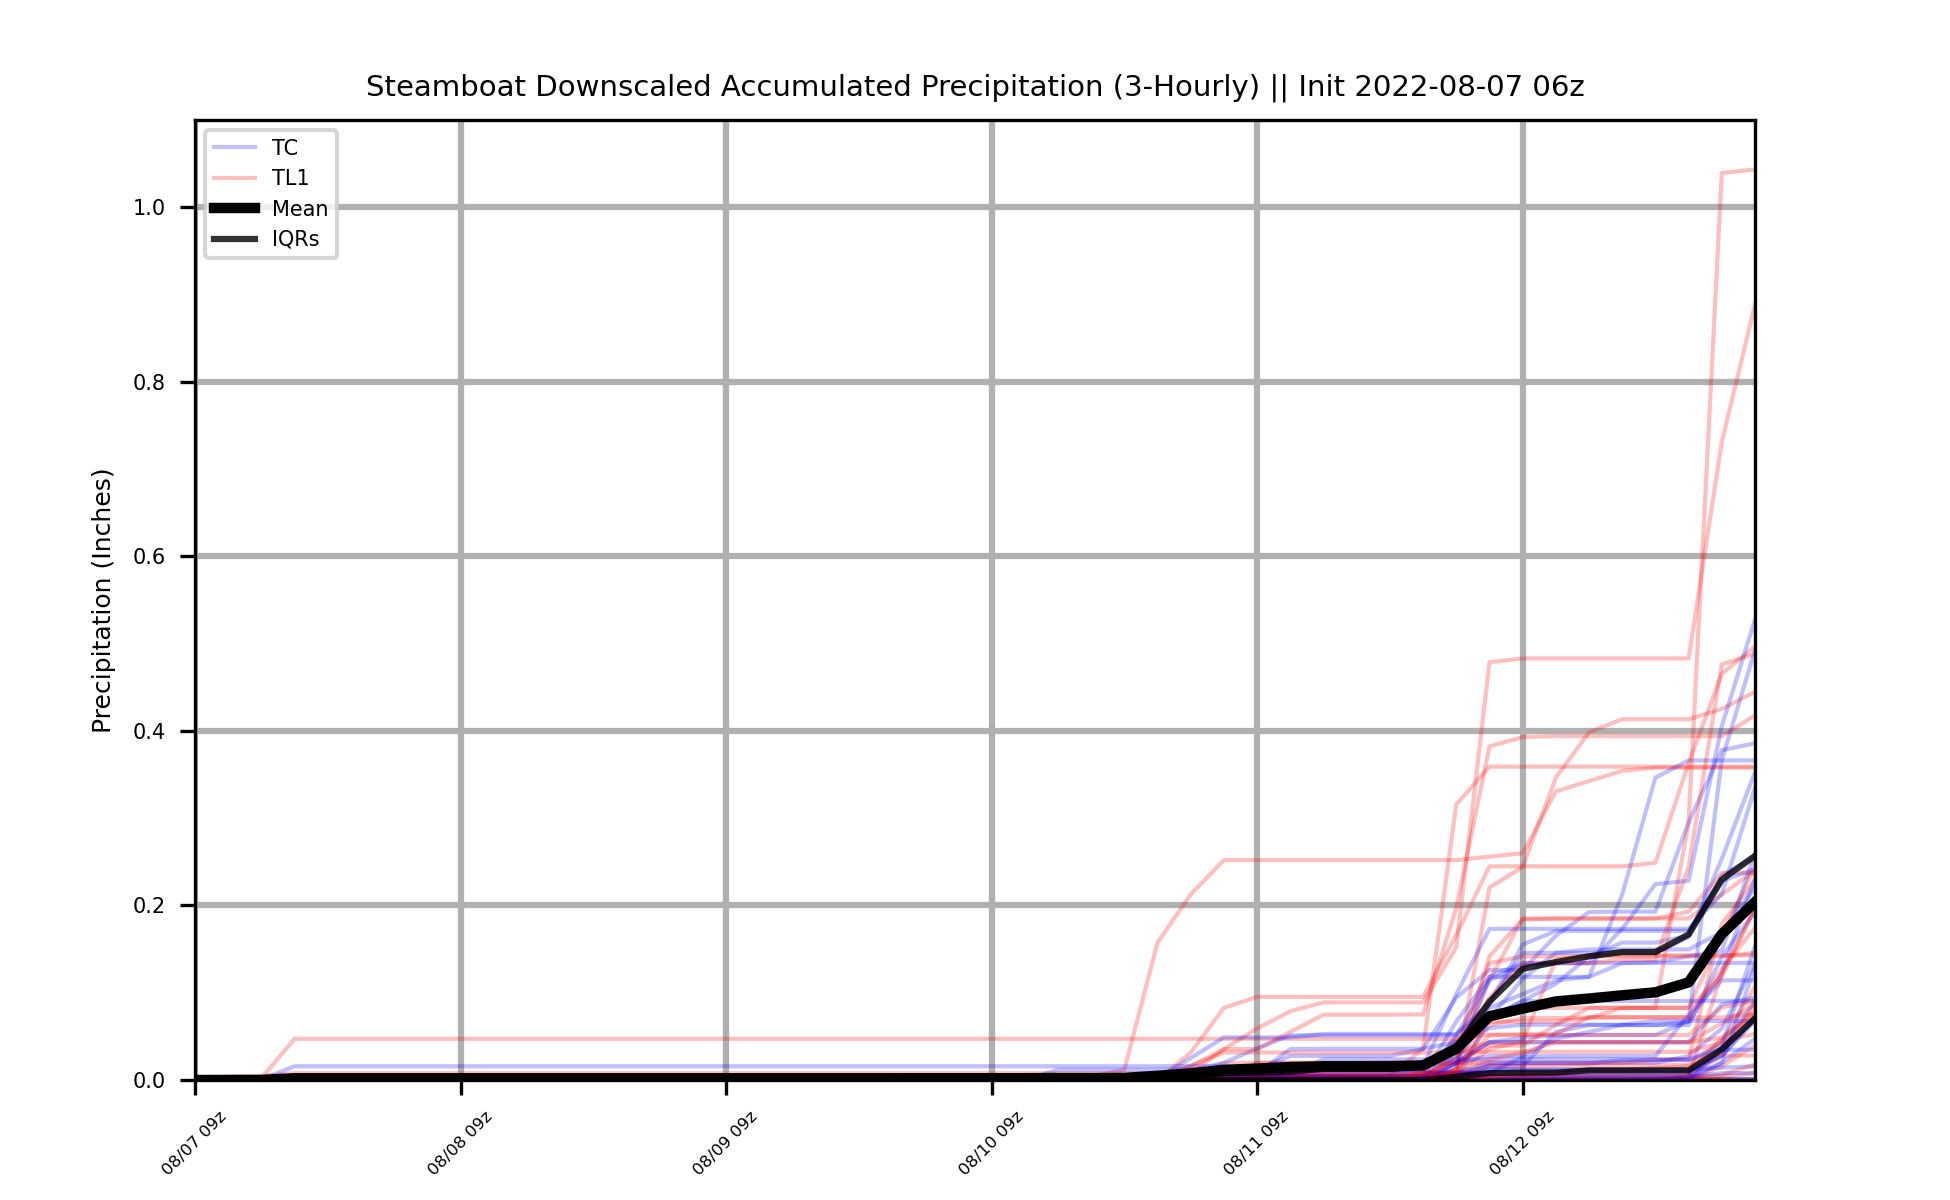 Steamboat Downscaled Accumulated Precipitation (3-Hourly) || Init 2022-08-07 06z
TC
TL1
Mean
IQRs
Precipitation (Inches)
1.0
0.8
0.6
0.4
0.2
0.0
08/07 09z
08/08 09z
08/09 09z
08/10 09z
08/11 09z
08/12 09z